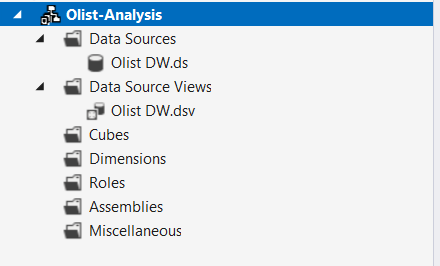 Olist-Analysis
Data Sources
Olist DW.ds
Data Source Views
Olist DW.dsv
Cubes
Dimensions
Roles
Assemblies
Miscellaneous